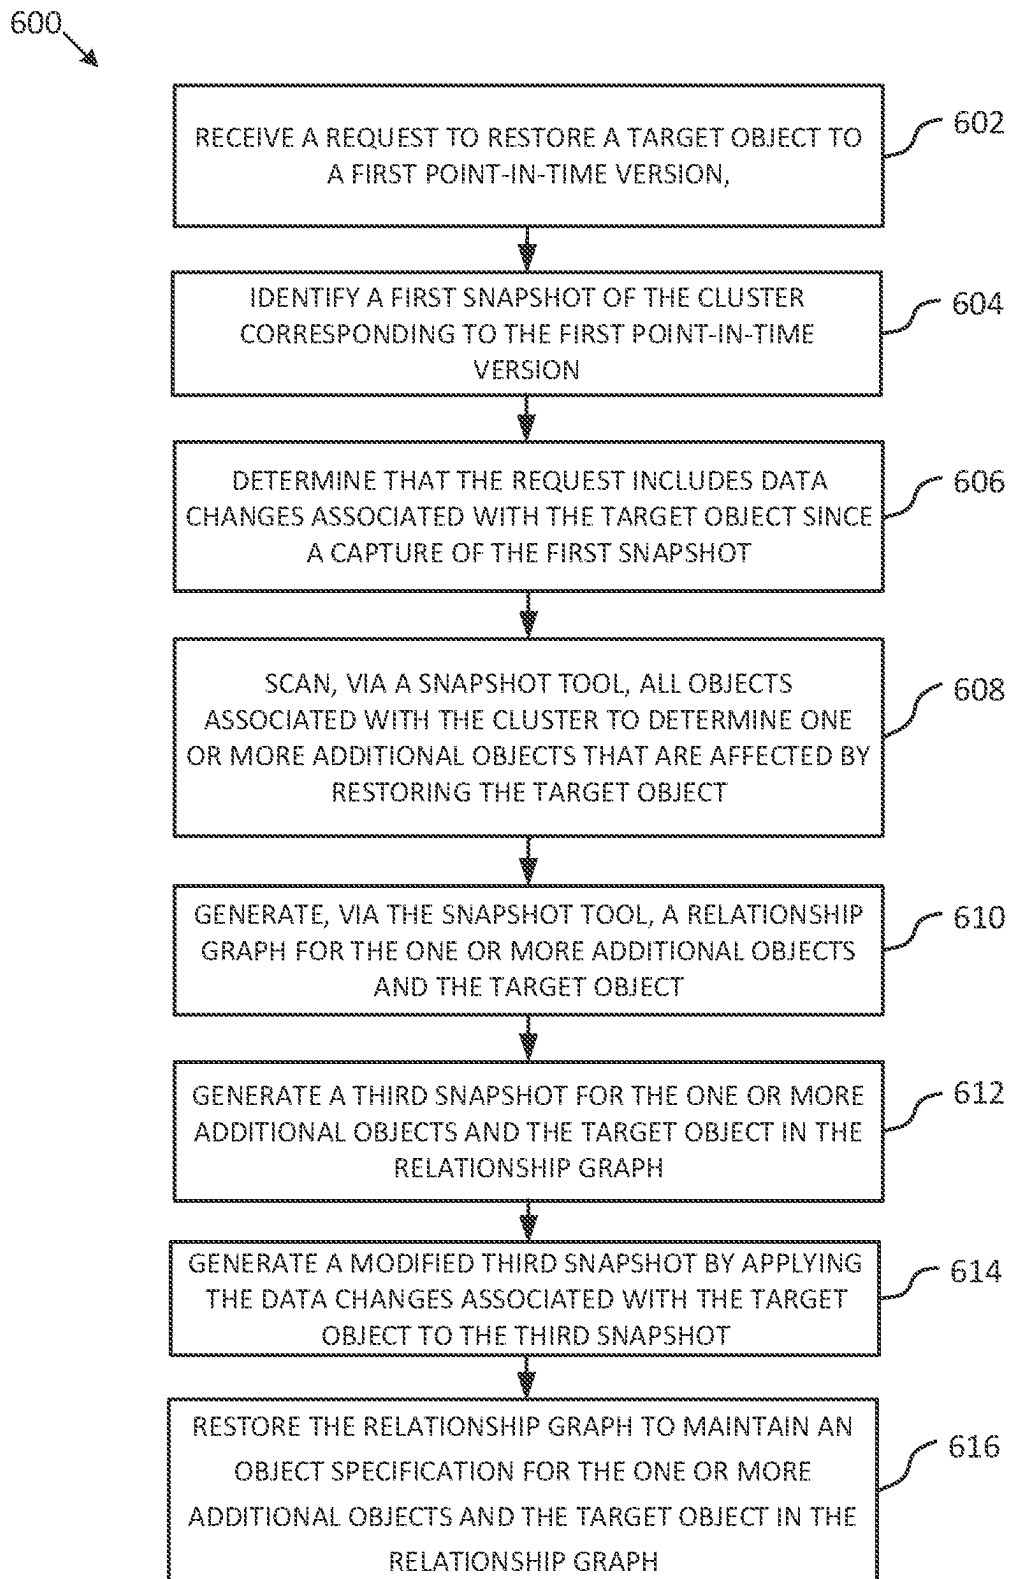 600
RECEIVE A REQUEST TO RESTORE A TARGET OBJECT TO
A FIRST POINT-IN-TIME VERSION,
602
IDENTIFY A FIRST SNAPSHOT OF THE CLUSTER
CORRESPONDING TO THE FIRST POINT-IN-TIME
VERSION
604
DETERMINE THAT THE REQUEST INCLUDES DATA
CHANGES ASSOCIATED WITH THE TARGET OBJECT SINCE
A CAPTURE OF THE FIRST SNAPSHOT
606
SCAN, VIA A SNAPSHOT TOOL, ALL OBJECTS
ASSOCIATED WITH THE CLUSTER TO DETERMINE ONE
OR MORE ADDITIONAL OBJECTS THAT ARE AFFECTED BY
RESTORING THE TARGET OBJECT
608
GENERATE, VIA THE SNAPSHOT TOOL, A RELATIONSHIP
GRAPH FOR THE ONE OR MORE ADDITIONAL OBJECTS
AND THE TARGET OBJECT
610
GENERATE A THIRD SNAPSHOT FOR THE ONE OR MORE
ADDITIONAL OBJECTS AND THE TARGET OBJECT IN THE
RELATIONSHIP GRAPH
612
GENERATE A MODIFIED THIRD SNAPSHOT BY APPLYING
THE DATA CHANGES ASSOCIATED WITH THE TARGET
OBJECT TO THE THIRD SNAPSHOT
614
RESTORE THE RELATIONSHIP GRAPH TO MAINTAIN AN
OBJECT SPECIFICATION FOR THE ONE OR MORE
ADDITIONAL OBJECTS AND THE TARGET OBJECT IN THE
RELATIONSHIP GRAPH
616